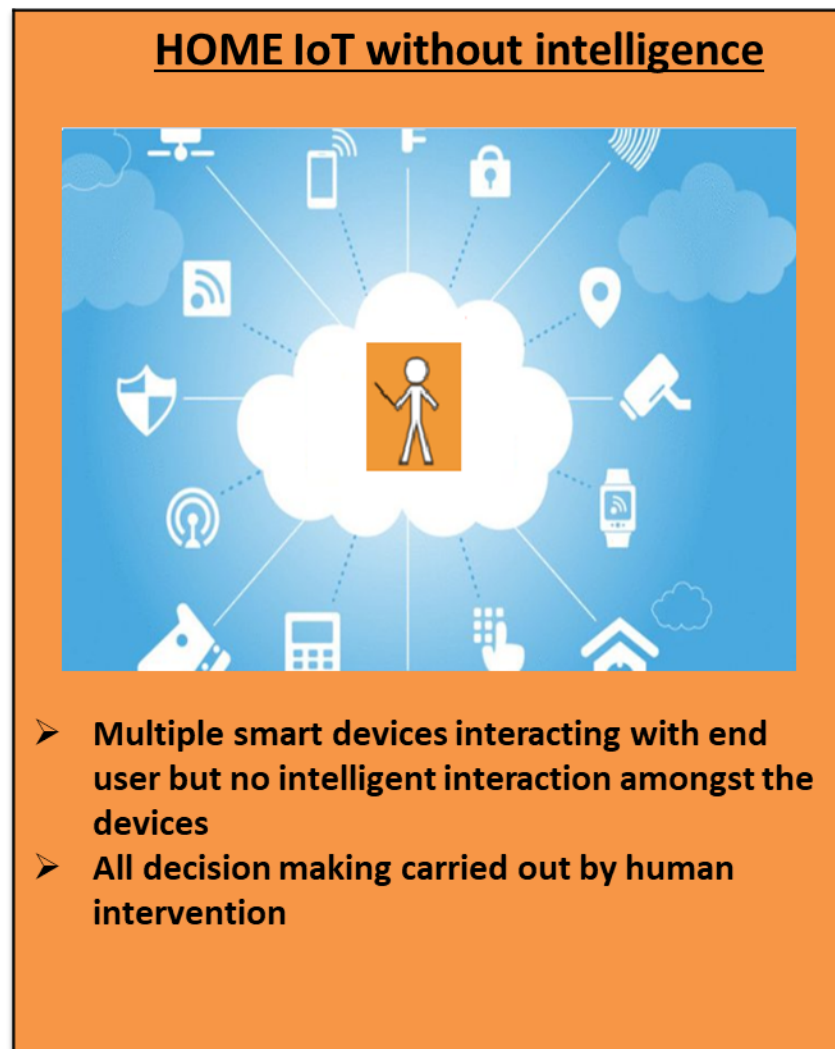 HOME IoT without intelligence
➢ Multiple smart devices interacting with end
user but no intelligent interaction amongst the
devices
➢ All decision making carried out by human
intervention